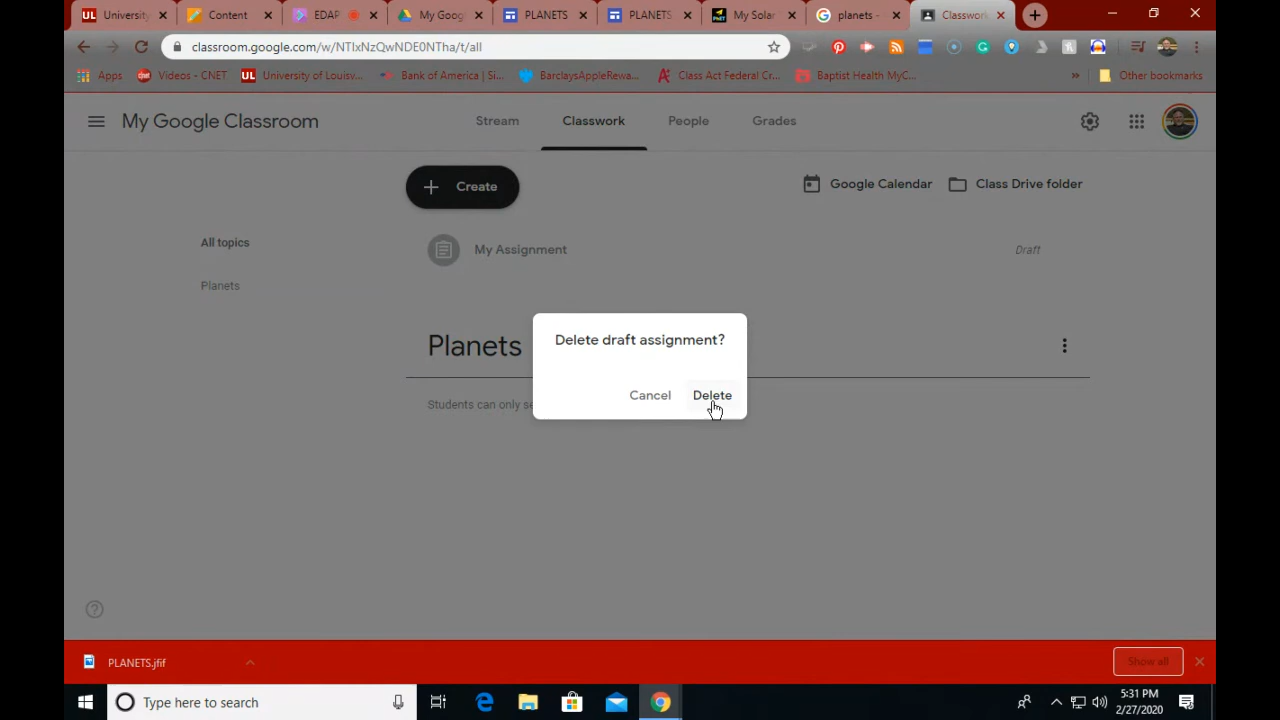 University
Content
EDAP
My Goog
PLANETS
PLANETS
My Solar
planets -
Classwor
classroom.google.com/w/NTIxNzQwNDE0NTha/t/all
Apps
Videos - CNET
University of Louisv...
Bank of America | Si...
BarclaysAppleRewa...
Class Act Federal Cr...
Baptist Health MyC...
»
Other bookmarks
My Google Classroom
Stream
Classwork
People
Grades
Create
Google Calendar
Class Drive folder
All topics
Planets
My Assignment
Draft
Planets
Students can only se
Delete draft assignment?
Cancel
Delete
PLANETS.jfif
Show all
Type here to search
5:31 PM
2/27/2020